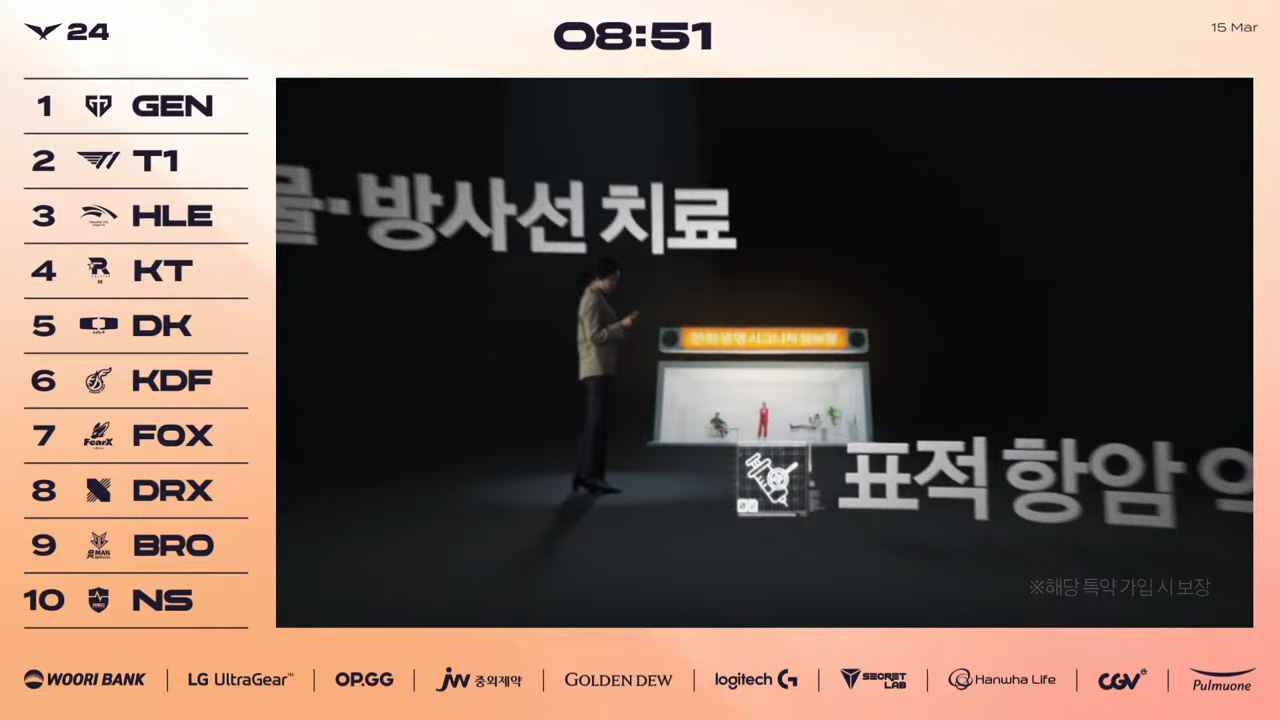 24
08:51
15 Mar
1 GEN
2 T1
3 HLE
4 KT
5 DK
6 KDF
7 FearX FOX
8 DRX
9 BRO
10 NS
물·방사선 치료
표적 항암
※해당 특약 가입 시 보장
WOORI BANK
LG UltraGear™
OP.GG
jw 중외제약
GOLDEN DEW
logitech G
SECRET LAB
Hanwha Life
CGV
Pulmuone